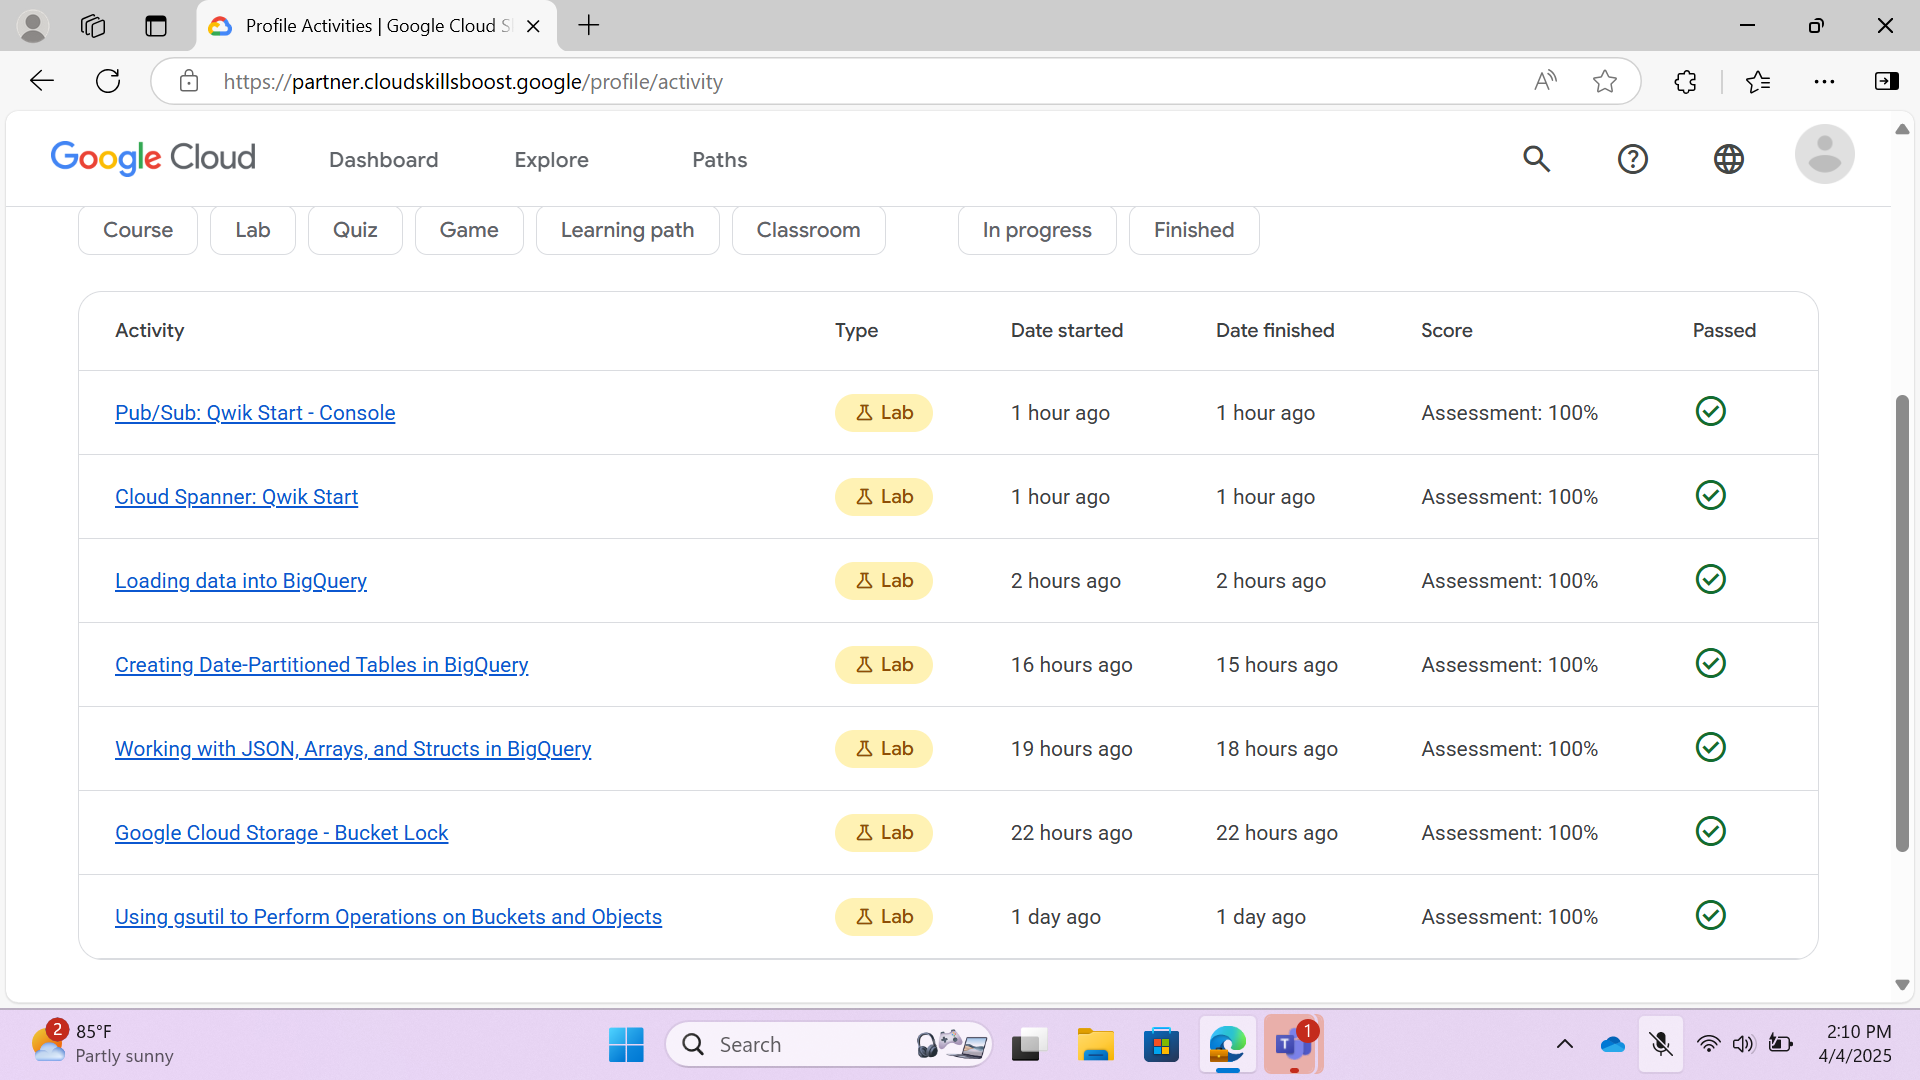 Profile Activities | Google Cloud S
https://partner.cloudskillsboost.google/profile/activity
Google Cloud Dashboard Explore Paths
Course Lab Quiz Game Learning path Classroom In progress Finished
Activity Type Date started Date finished Score Passed
Pub/Sub: Qwik Start - Console Lab 1 hour ago 1 hour ago Assessment: 100%
Cloud Spanner: Qwik Start Lab 1 hour ago 1 hour ago Assessment: 100%
Loading data into BigQuery Lab 2 hours ago 2 hours ago Assessment: 100%
Creating Date-Partitioned Tables in BigQuery Lab 16 hours ago 15 hours ago Assessment: 100%
Working with JSON, Arrays, and Structs in BigQuery Lab 19 hours ago 18 hours ago Assessment: 100%
Google Cloud Storage - Bucket Lock Lab 22 hours ago 22 hours ago Assessment: 100%
Using gsutil to Perform Operations on Buckets and Objects Lab 1 day ago 1 day ago Assessment: 100%
2 85°F
Partly sunny
Search
T 1
2:10 PM
4/4/2025